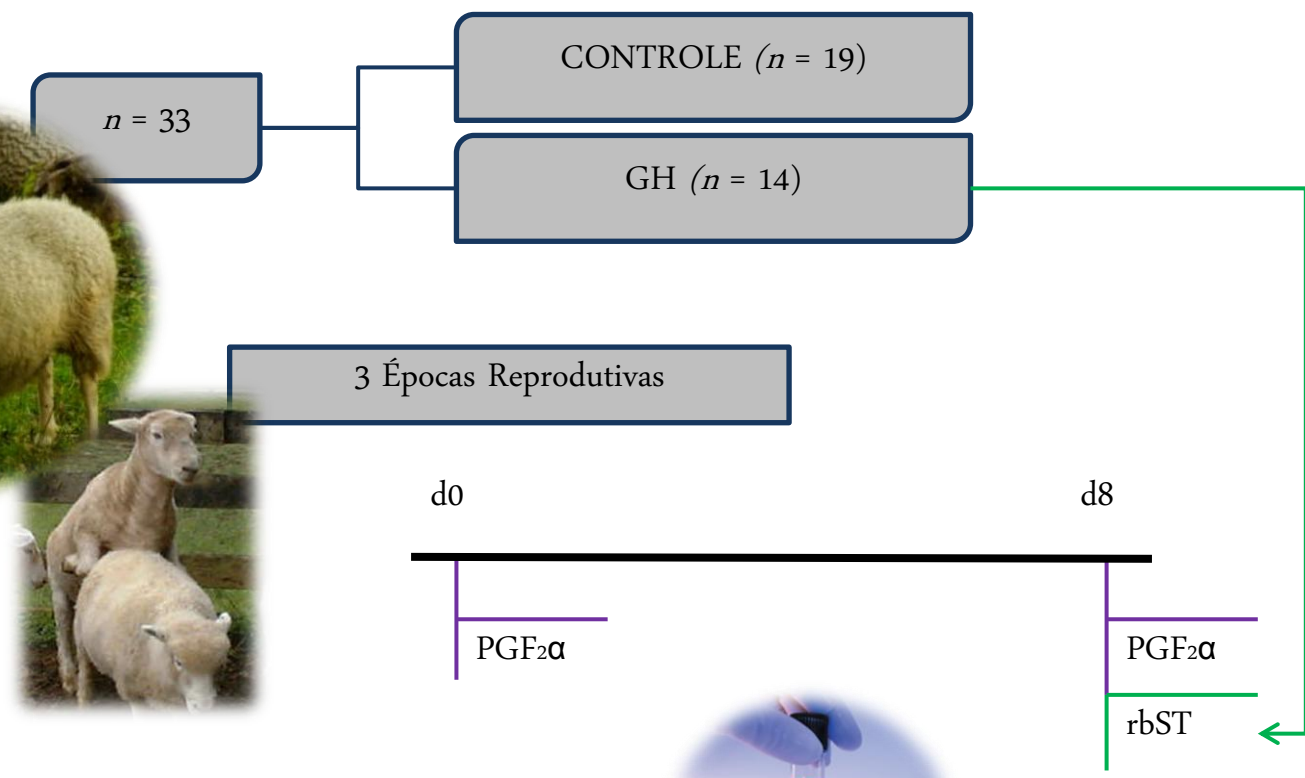 CONTROLE (n = 19)
n = 33
GH (n = 14)
3 Épocas Reprodutivas
d0
d8
PGF₂α
PGF₂α
rbST